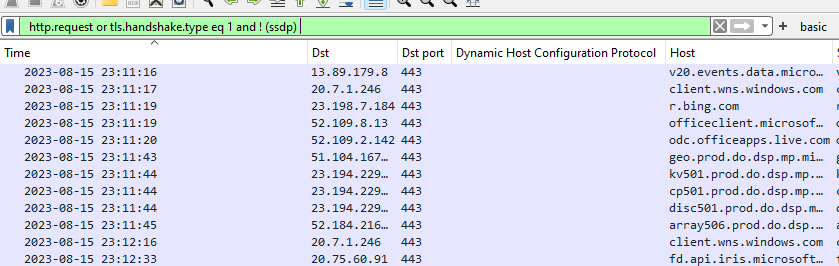 http.request or tls.handshake.type eq 1 and ! (ssdp) + basic
Time Dst Dst port Dynamic Host Configuration Protocol Host
2023-08-15 23:11:16 13.89.179.8 443 v20.events.data.micro…
2023-08-15 23:11:17 20.7.1.246 443 client.wns.windows.com
2023-08-15 23:11:19 23.198.7.184 443 r.bing.com
2023-08-15 23:11:19 52.109.8.13 443 officeclient.microsof…
2023-08-15 23:11:20 52.109.2.142 443 odc.officeapps.live.com
2023-08-15 23:11:43 51.104.167… 443 geo.prod.do.dsp.mp.mi…
2023-08-15 23:11:44 23.194.229… 443 kv501.prod.do.dsp.mp.…
2023-08-15 23:11:44 23.194.229… 443 cp501.prod.do.dsp.mp.…
2023-08-15 23:11:44 23.194.229… 443 disc501.prod.do.dsp.m…
2023-08-15 23:11:45 52.184.216… 443 array506.prod.do.dsp.…
2023-08-15 23:12:16 20.7.1.246 443 client.wns.windows.com
2023-08-15 23:12:33 20.75.60.91 443 fd.api.iris.microsoft…